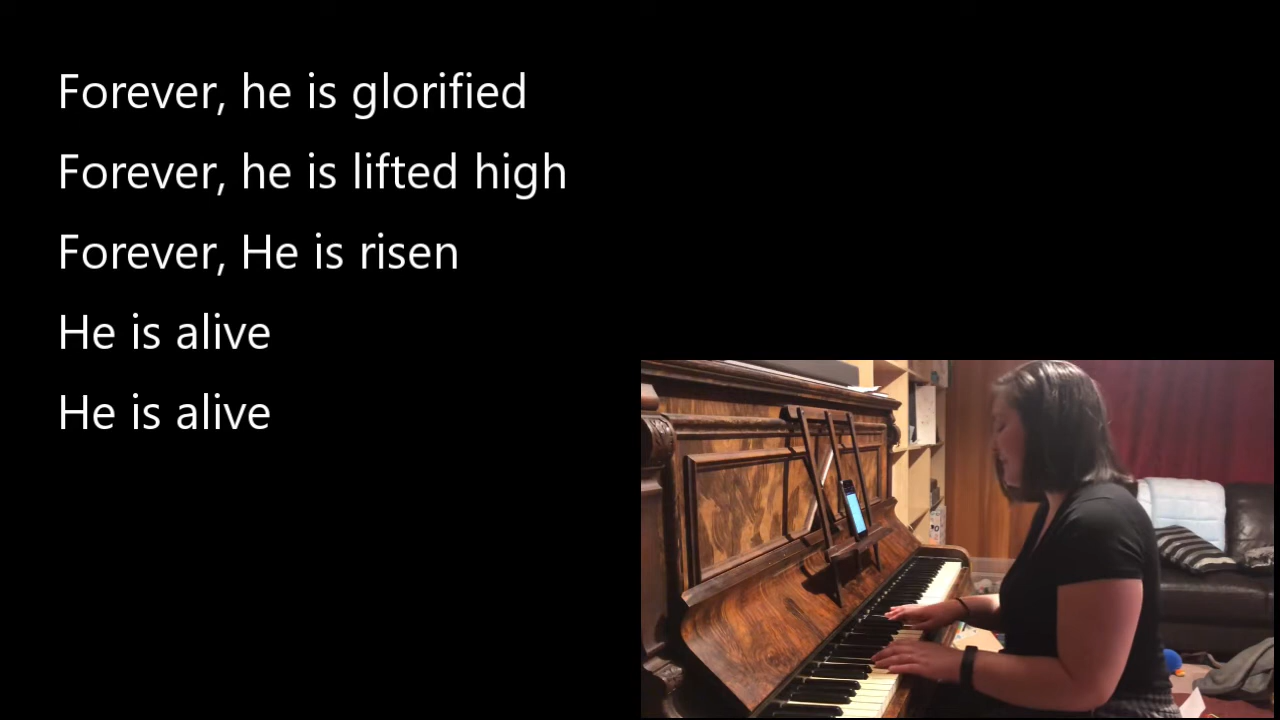 Forever, he is glorified
Forever, he is lifted high
Forever, He is risen
He is alive
He is alive